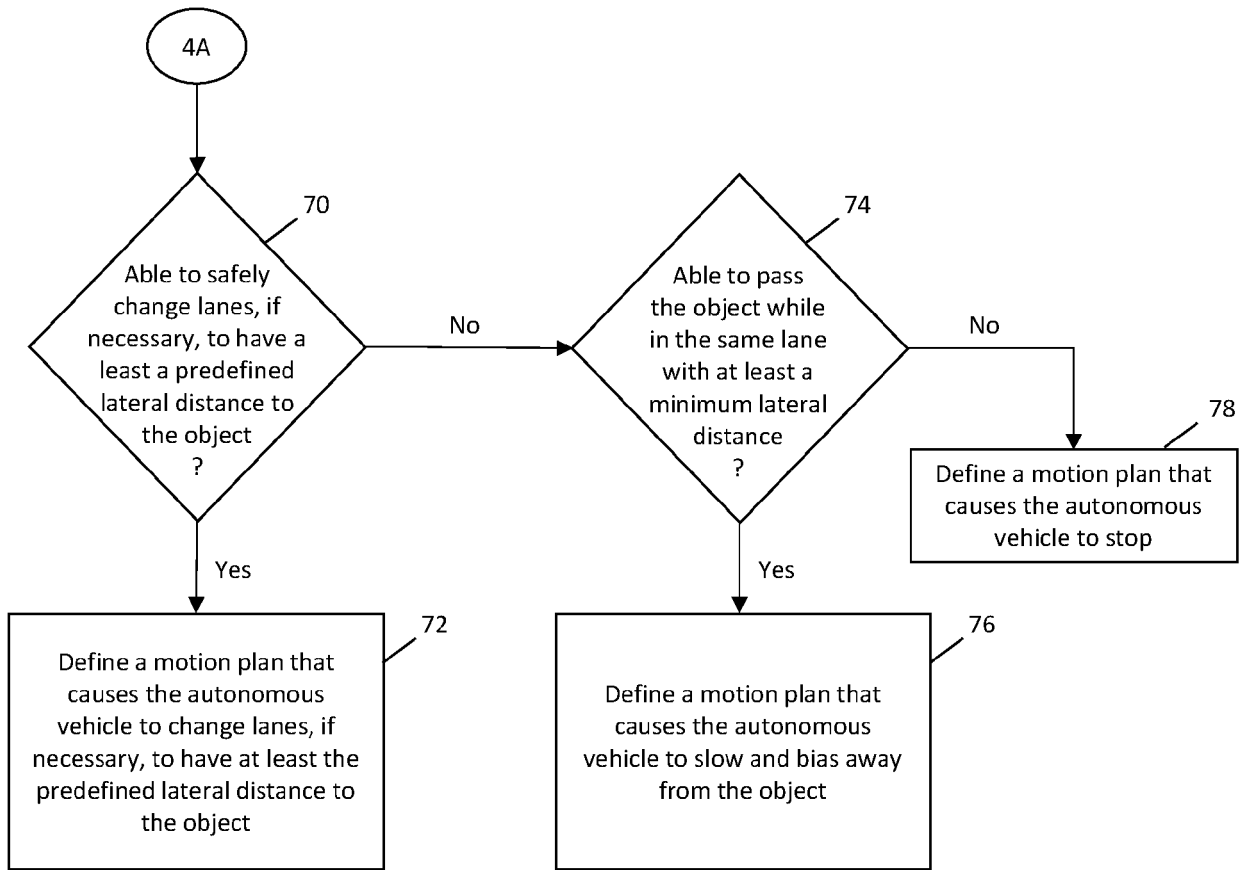 4A
70
Able to safely
change lanes, if
necessary, to have a
least a predefined
lateral distance to
the object
?
No
74
Able to pass
the object while
in the same lane
with at least a
minimum lateral
distance
?
No
78
Define a motion plan that
causes the autonomous
vehicle to stop
Yes
72
Define a motion plan that
causes the autonomous
vehicle to change lanes, if
necessary, to have at least the
predefined lateral distance to
the object
Yes
76
Define a motion plan that
causes the autonomous
vehicle to slow and bias away
from the object